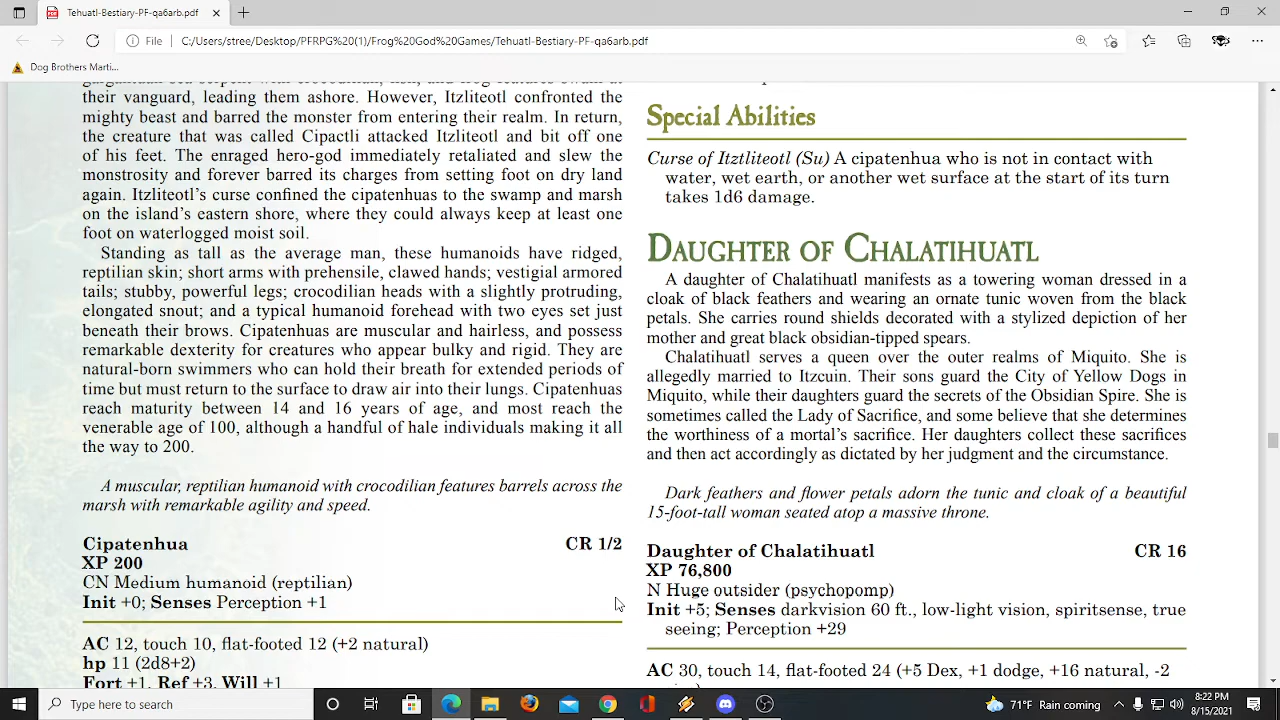 Tehuatl-Bestiary-PF-qa6arb.pdf
File
C:/Users/stree/Desktop/PFRPG%20(1)/Frog%20God%20Games/Tehuatl-Bestiary-PF-qa6arb.pdf
Dog Brothers Marti...
their vanguard, leading them ashore. However, Itzliteotl confronted the
mighty beast and barred the monster from entering their realm. In return,
the creature that was called Cipactli attacked Itzliteotl and bit off one
of his feet. The enraged hero-god immediately retaliated and slew the
monstrosity and forever barred its charges from setting foot on dry land
again. Itzliteotl's curse confined the cipatenhuas to the swamp and marsh
on the island's eastern shore, where they could always keep at least one
foot on waterlogged moist soil.
Standing as tall as the average man, these humanoids have ridged,
reptilian skin; short arms with prehensile, clawed hands; vestigial armored
tails; stubby, powerful legs; crocodilian heads with a slightly protruding,
elongated snout; and a typical humanoid forehead with two eyes set just
beneath their brows. Cipatenhuas are muscular and hairless, and possess
remarkable dexterity for creatures who appear bulky and rigid. They are
natural-born swimmers who can hold their breath for extended periods of
time but must return to the surface to draw air into their lungs. Cipatenhuas
reach maturity between 14 and 16 years of age, and most reach the
venerable age of 100, although a handful of hale individuals making it all
the way to 200.
A muscular, reptilian humanoid with crocodilian features barrels across the
marsh with remarkable agility and speed.
Cipatenhua CR 1/2
XP 200
CN Medium humanoid (reptilian)
Init +0; Senses Perception +1
AC 12, touch 10, flat-footed 12 (+2 natural)
hp 11 (2d8+2)
Fort +1, Ref +3, Will +1
Special Abilities
Curse of Iztzliteotl (Su) A cipatenhua who is not in contact with
water, wet earth, or another wet surface at the start of its turn
takes 1d6 damage.
Daughter of Chalatihuatl
A daughter of Chalatihuatl manifests as a towering woman dressed in a
cloak of black feathers and wearing an ornate tunic woven from the black
petals. She carries round shields decorated with a stylized depiction of her
mother and great black obsidian-tipped spears.
Chalatihuatl serves a queen over the outer realms of Miquito. She is
allegedly married to Itzcuin. Their sons guard the City of Yellow Dogs in
Miquito, while their daughters guard the secrets of the Obsidian Spire. She is
sometimes called the Lady of Sacrifice, and some believe that she determines
the worthiness of a mortal's sacrifice. Her daughters collect these sacrifices
and then act accordingly as dictated by her judgment and the circumstance.
Dark feathers and flower petals adorn the tunic and cloak of a beautiful
15-foot-tall woman seated atop a massive throne.
Daughter of Chalatihuatl CR 16
XP 76,800
N Huge outsider (psychopomp)
Init +5; Senses darkvision 60 ft., low-light vision, spiritsense, true
seeing; Perception +29
AC 30, touch 14, flat-footed 24 (+5 Dex, +1 dodge, +16 natural, -2
Type here to search
71°F Rain coming
8:22 PM
8/15/2021